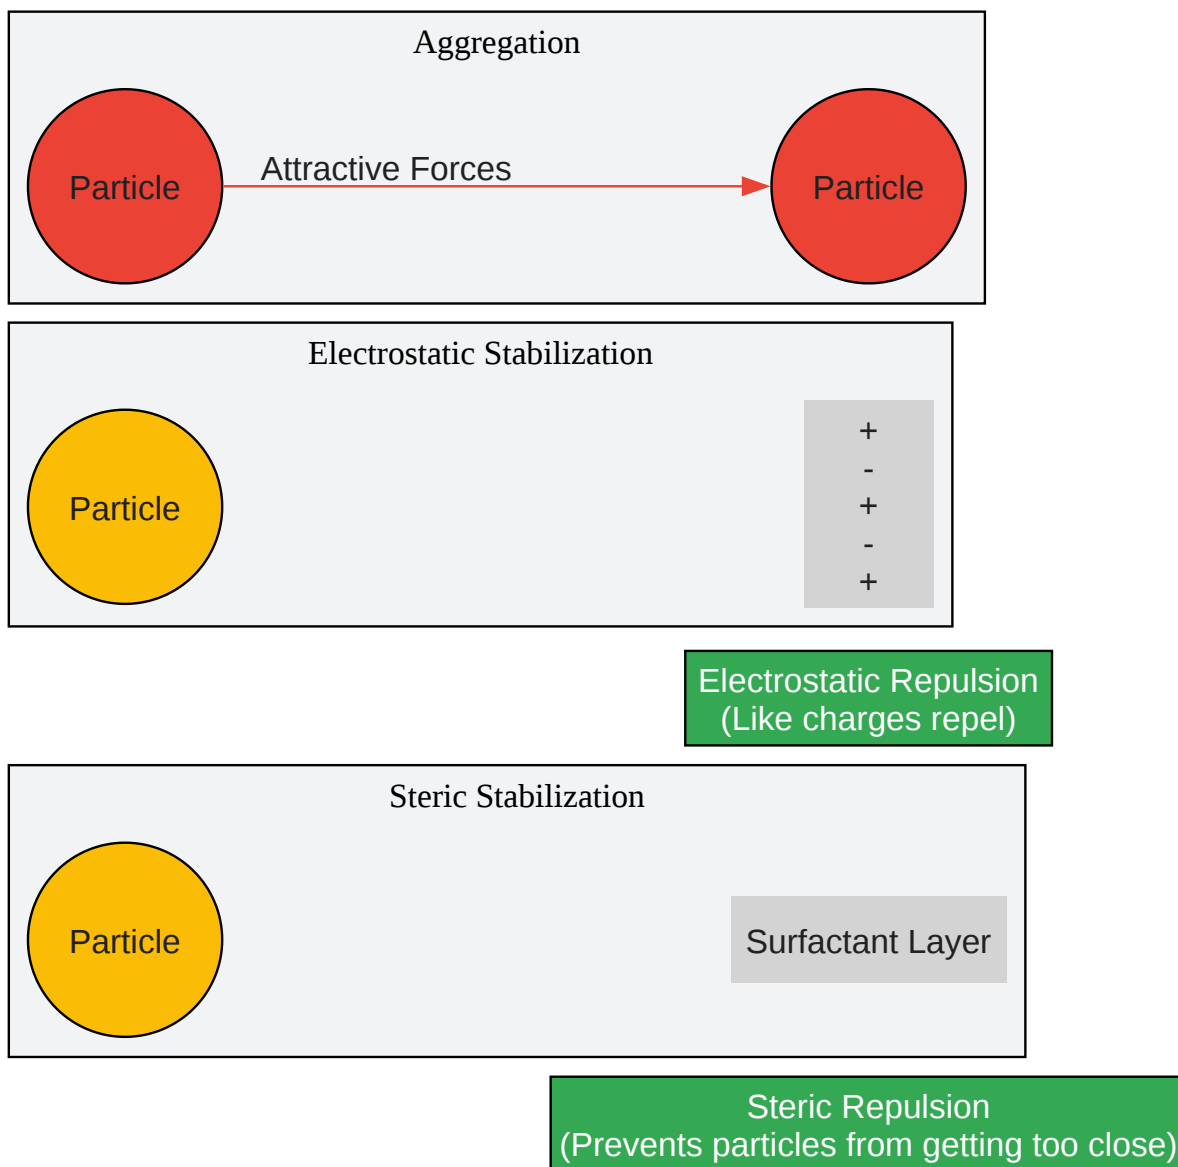 Aggregation
Particle
Attractive Forces
Particle
Electrostatic Stabilization
Particle
+
-
+
-
+
Electrostatic Repulsion
(Like charges repel)
Steric Stabilization
Particle
Surfactant Layer
Steric Repulsion
(Prevents particles from getting too close)